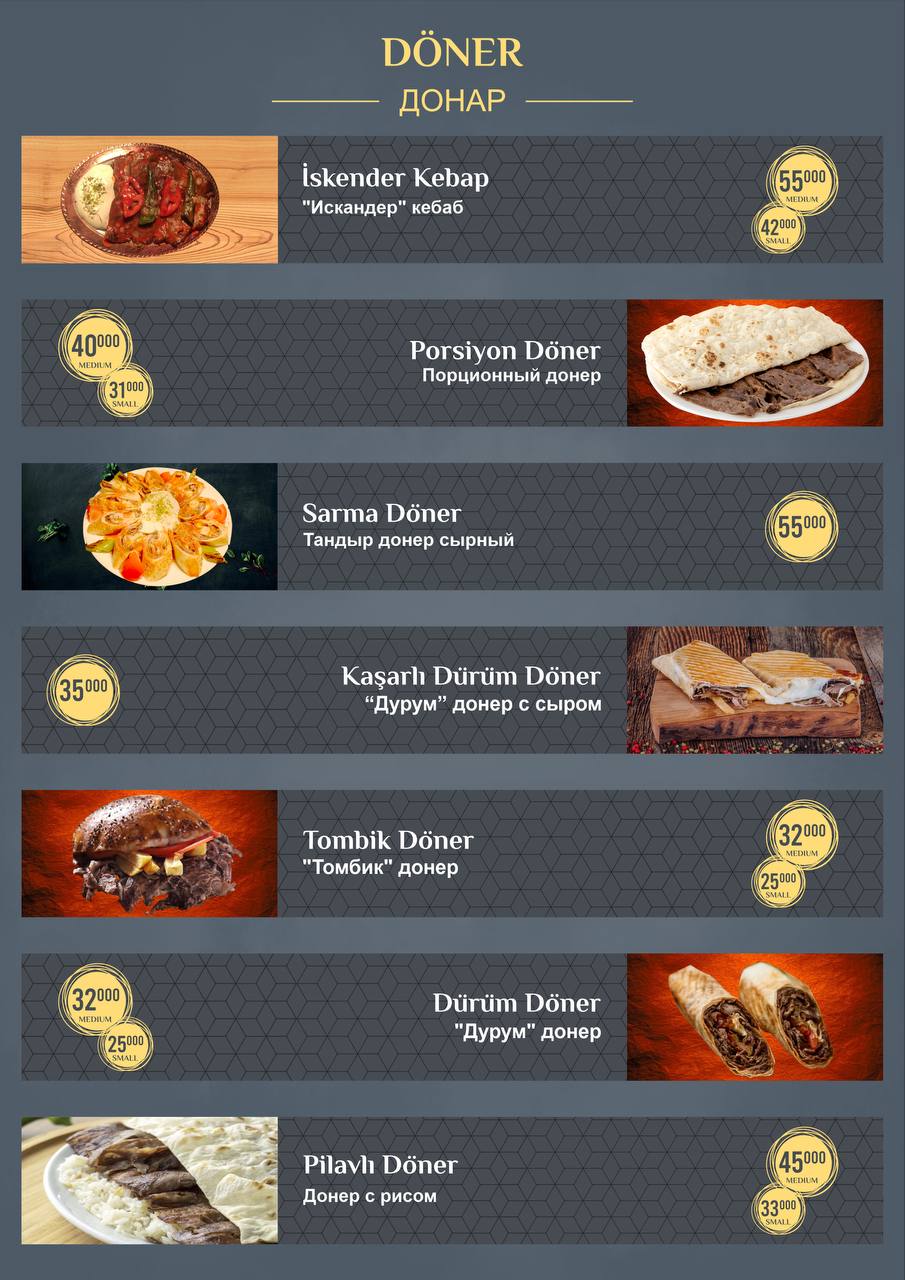 DÖNER
ДОНАР
İskender Kebap
"Искандер" кебаб
55000
MEDIUM
42000
SMALL
40000
MEDIUM
31000
SMALL
Porsiyon Döner
Порционный донер
Sarma Döner
Тандыр донер сырный
55000
35000
Kaşarlı Dürüm Döner
“Дурум” донер с сыром
Tombik Döner
"Томбик" донер
32000
MEDIUM
25000
SMALL
32000
MEDIUM
25000
SMALL
Dürüm Döner
"Дурум" донер
Pilavlı Döner
Донер с рисом
45000
MEDIUM
33000
SMALL